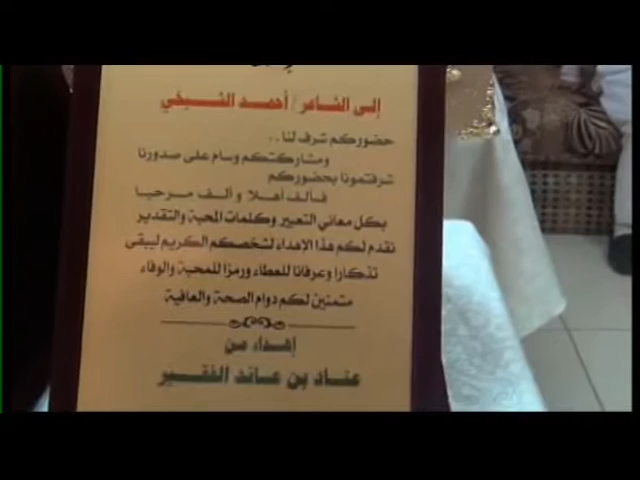 إلى الشاعر / أحمد الشيخي
حضوركم شرف لنا ..
ومشاركتكم وسام على صدورنا
شرفتمونا بحضوركم
فألف أهلا وألف مرحبا
بكل معاني التعبير وكلمات المحبة والتقدير
نقدم لكم هذا الإهداء لشخصكم الكريم ليبقى
تذكارا وعرفانا للعطاء ورمزا للمحبة والوفاء
متمنين لكم دوام الصحة والعافية
إهداء من
عناد بن عائد الفقير